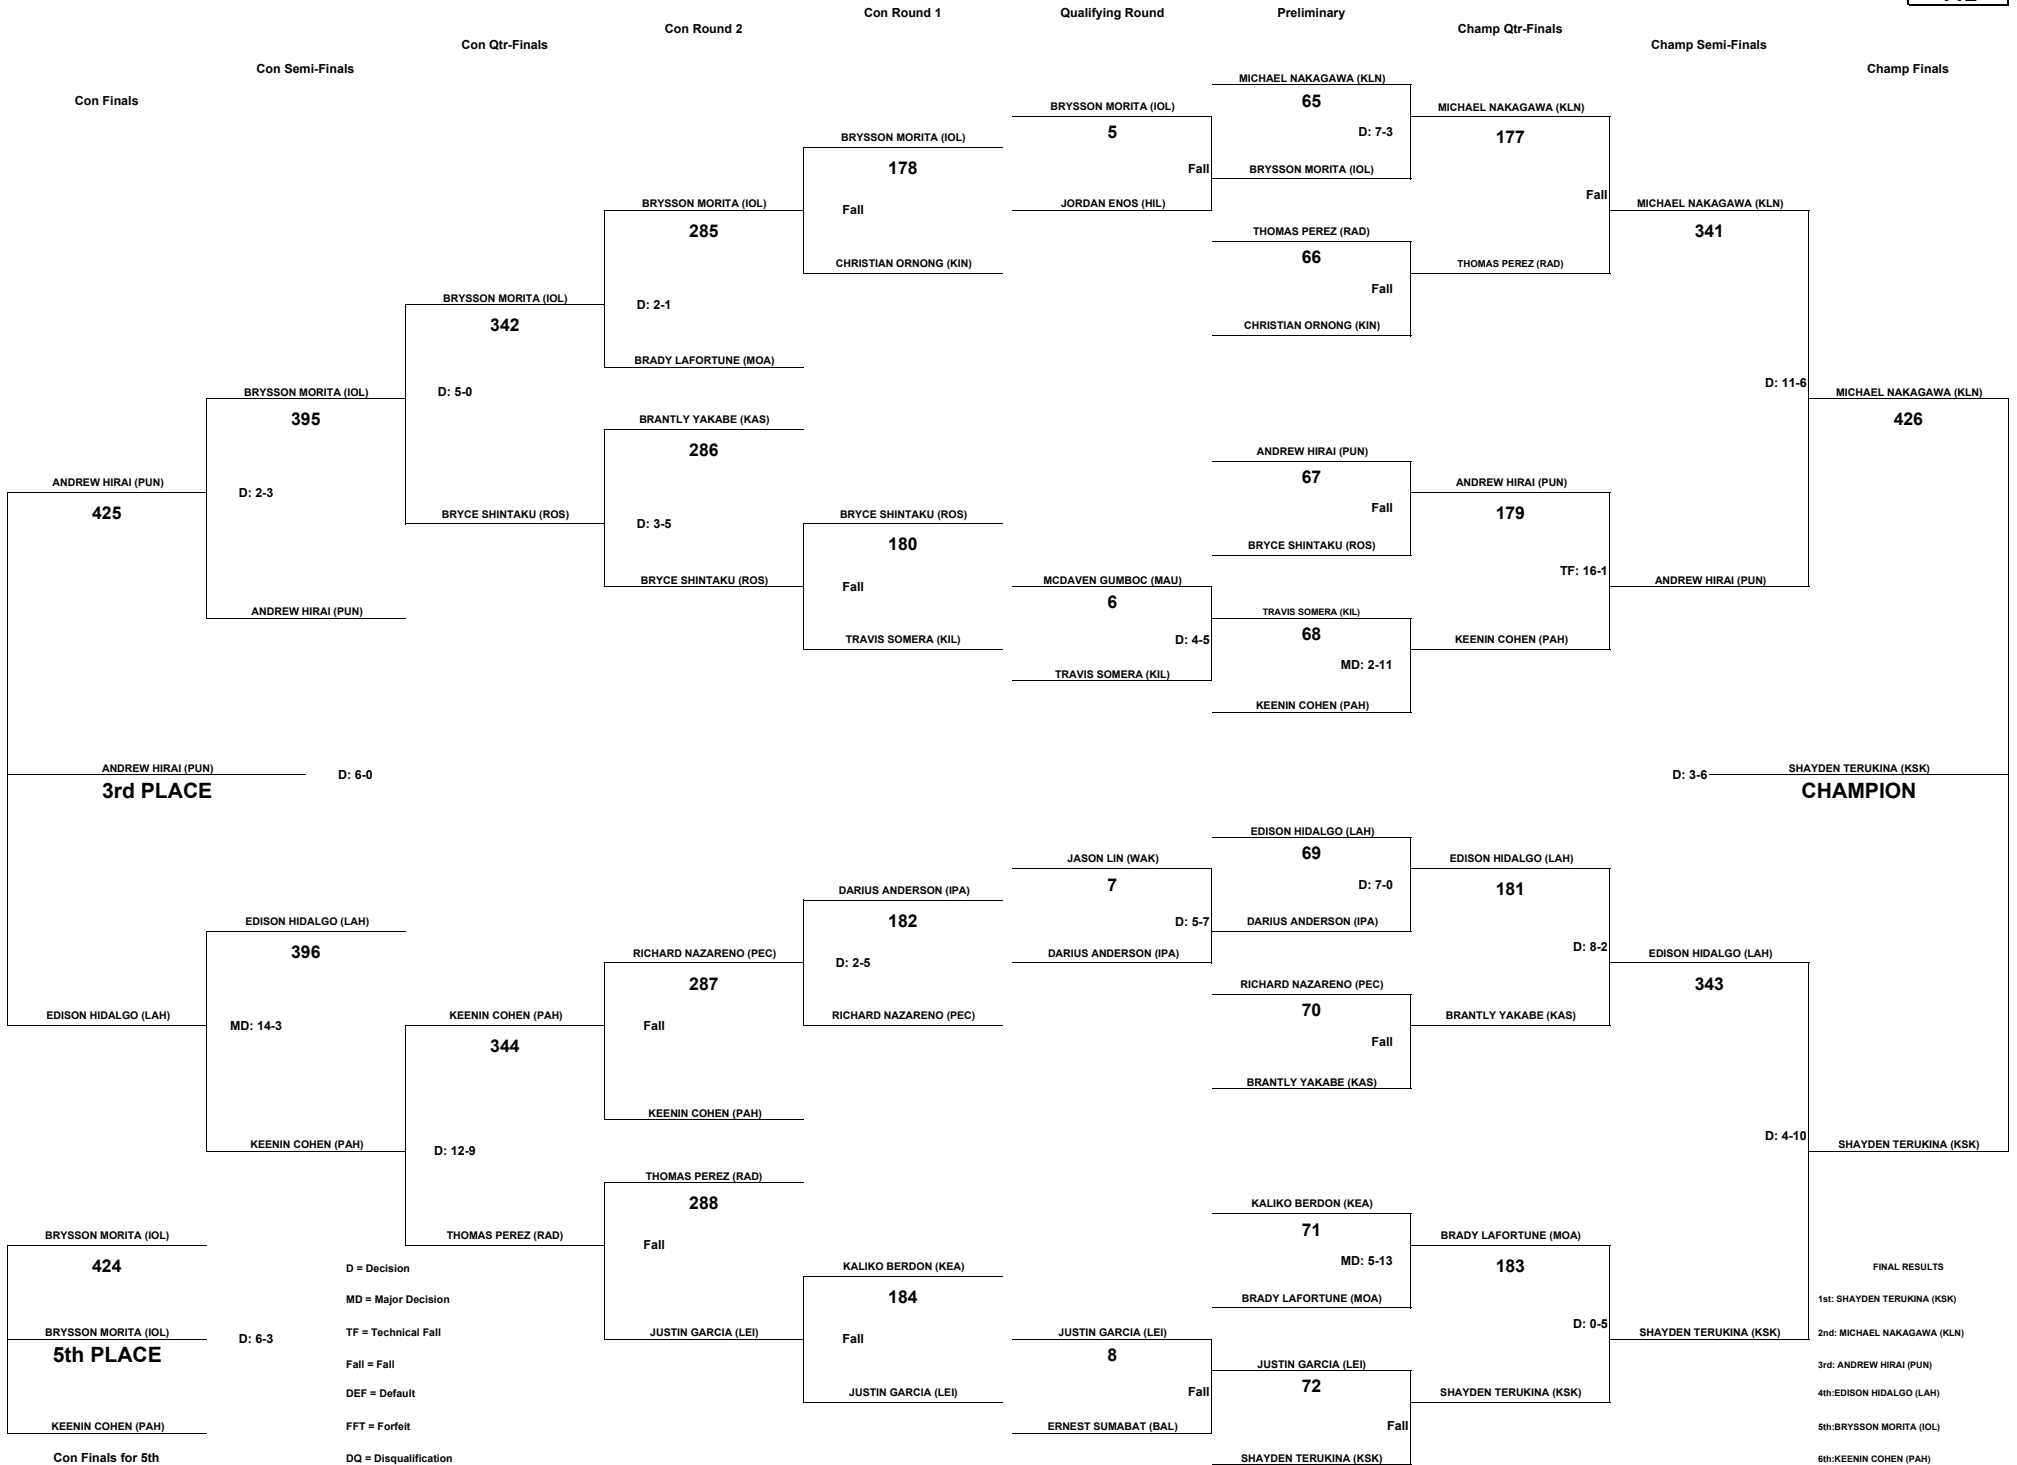 Con Round 1
Qualifying Round
Preliminary
Con Round 2
Champ Qtr-Finals
Con Qtr-Finals
Champ Semi-Finals
Con Semi-Finals
Champ Finals
Con Finals
MICHAEL NAKAGAWA (KLN)
65
D: 7-3
BRYSSON MORITA (IOL)
BRYSSON MORITA (IOL)
5
Fall
JORDAN ENOS (HIL)
MICHAEL NAKAGAWA (KLN)
177
Fall
THOMAS PEREZ (RAD)
BRYSSON MORITA (IOL)
178
Fall
CHRISTIAN ORNONG (KIN)
THOMAS PEREZ (RAD)
66
Fall
CHRISTIAN ORNONG (KIN)
BRYSSON MORITA (IOL)
285
D: 2-1
BRADY LAFORTUNE (MOA)
MICHAEL NAKAGAWA (KLN)
341
D: 11-6
ANDREW HIRAI (PUN)
BRYSSON MORITA (IOL)
342
D: 5-0
BRYCE SHINTAKU (ROS)
BRYSSON MORITA (IOL)
395
D: 2-3
ANDREW HIRAI (PUN)
MICHAEL NAKAGAWA (KLN)
426
BRANTLY YAKABE (KAS)
286
D: 3-5
BRYCE SHINTAKU (ROS)
ANDREW HIRAI (PUN)
67
Fall
BRYCE SHINTAKU (ROS)
ANDREW HIRAI (PUN)
179
TF: 16-1
KEENIN COHEN (PAH)
ANDREW HIRAI (PUN)
425
BRYCE SHINTAKU (ROS)
180
Fall
TRAVIS SOMERA (KIL)
MCDAVEN GUMBOC (MAU)
6
D: 4-5
TRAVIS SOMERA (KIL)
TRAVIS SOMERA (KIL)
68
MD: 2-11
KEENIN COHEN (PAH)
ANDREW HIRAI (PUN)
D: 6-0
3rd PLACE
D: 3-6
SHAYDEN TERUKINA (KSK)
CHAMPION
EDISON HIDALGO (LAH)
69
D: 7-0
DARIUS ANDERSON (IPA)
JASON LIN (WAK)
7
D: 5-7
DARIUS ANDERSON (IPA)
EDISON HIDALGO (LAH)
181
D: 8-2
BRANTLY YAKABE (KAS)
DARIUS ANDERSON (IPA)
182
D: 2-5
RICHARD NAZARENO (PEC)
EDISON HIDALGO (LAH)
396
MD: 14-3
KEENIN COHEN (PAH)
RICHARD NAZARENO (PEC)
287
Fall
KEENIN COHEN (PAH)
EDISON HIDALGO (LAH)
343
D: 4-10
SHAYDEN TERUKINA (KSK)
RICHARD NAZARENO (PEC)
70
Fall
BRANTLY YAKABE (KAS)
EDISON HIDALGO (LAH)
KEENIN COHEN (PAH)
344
D: 12-9
THOMAS PEREZ (RAD)
SHAYDEN TERUKINA (KSK)
THOMAS PEREZ (RAD)
288
Fall
JUSTIN GARCIA (LEI)
KALIKO BERDON (KEA)
71
MD: 5-13
BRADY LAFORTUNE (MOA)
BRADY LAFORTUNE (MOA)
183
D: 0-5
SHAYDEN TERUKINA (KSK)
KALIKO BERDON (KEA)
184
Fall
JUSTIN GARCIA (LEI)
JUSTIN GARCIA (LEI)
8
Fall
ERNEST SUMABAT (BAL)
JUSTIN GARCIA (LEI)
72
Fall
SHAYDEN TERUKINA (KSK)
BRYSSON MORITA (IOL)
424
BRYSSON MORITA (IOL)
D: 6-3
5th PLACE
KEENIN COHEN (PAH)
Con Finals for 5th
D = Decision
MD = Major Decision
TF = Technical Fall
Fall = Fall
DEF = Default
FFT = Forfeit
DQ = Disqualification
FINAL RESULTS
1st: SHAYDEN TERUKINA (KSK)
2nd: MICHAEL NAKAGAWA (KLN)
3rd: ANDREW HIRAI (PUN)
4th:EDISON HIDALGO (LAH)
5th:BRYSSON MORITA (IOL)
6th:KEENIN COHEN (PAH)